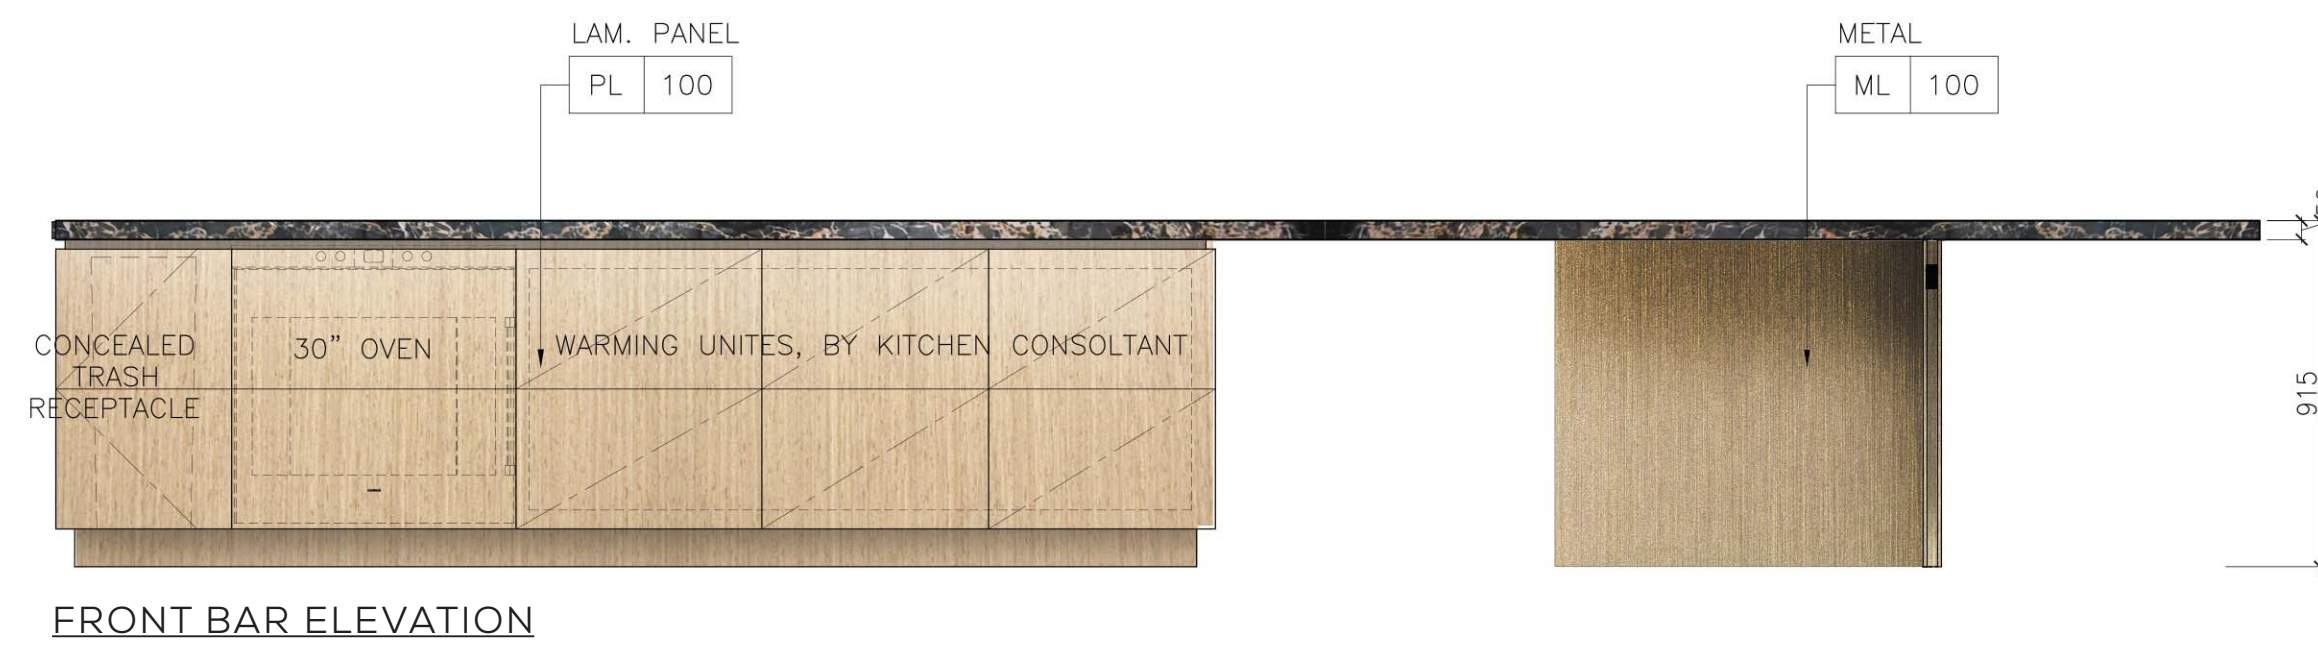 LAM. PANEL
PL 100
METAL
ML 100
CONCEALED
TRASH
RECEPTACLE
30” OVEN
WARMING UNITES, BY KITCHEN CONSOLTANT
915
FRONT BAR ELEVATION